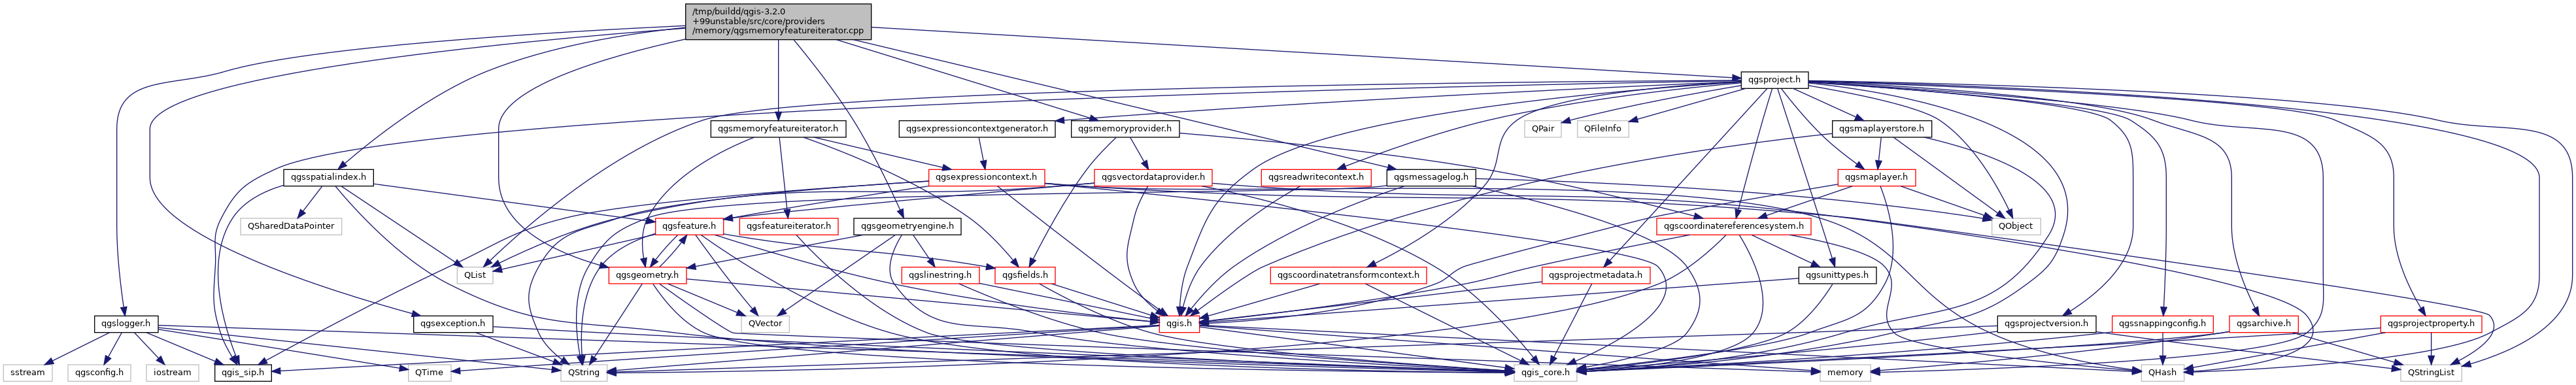 /tmp/buildd/qgis-3.2.0
+99unstable/src/core/providers
/memory/qgsmemoryfeatureiterator.cpp
qgsproject.h
qgsmemoryfeatureiterator.h
qgsexpressioncontextgenerator.h
qgsmemoryprovider.h
QPair
QFileInfo
qgsmaplayerstore.h
qgsspatialindex.h
qgsexpressioncontext.h
qgsvectordataprovider.h
qgsreadwritecontext.h
qgsmessagelog.h
qgsmaplayer.h
QSharedDataPointer
qgsfeature.h
qgsfeatureiterator.h
qgsgeometryengine.h
qgscoordinatereferencesystem.h
QObject
QList
qgsgeometry.h
qgslinestring.h
qgsfields.h
qgscoordinatetransformcontext.h
qgsprojectmetadata.h
qgsunittypes.h
qgslogger.h
qgsexception.h
QVector
qgis.h
qgsprojectversion.h
qgssnappingconfig.h
qgsarchive.h
qgsprojectproperty.h
sstream
qgsconfig.h
iostream
qgis_sip.h
QTime
QString
qgis_core.h
memory
QHash
QStringList